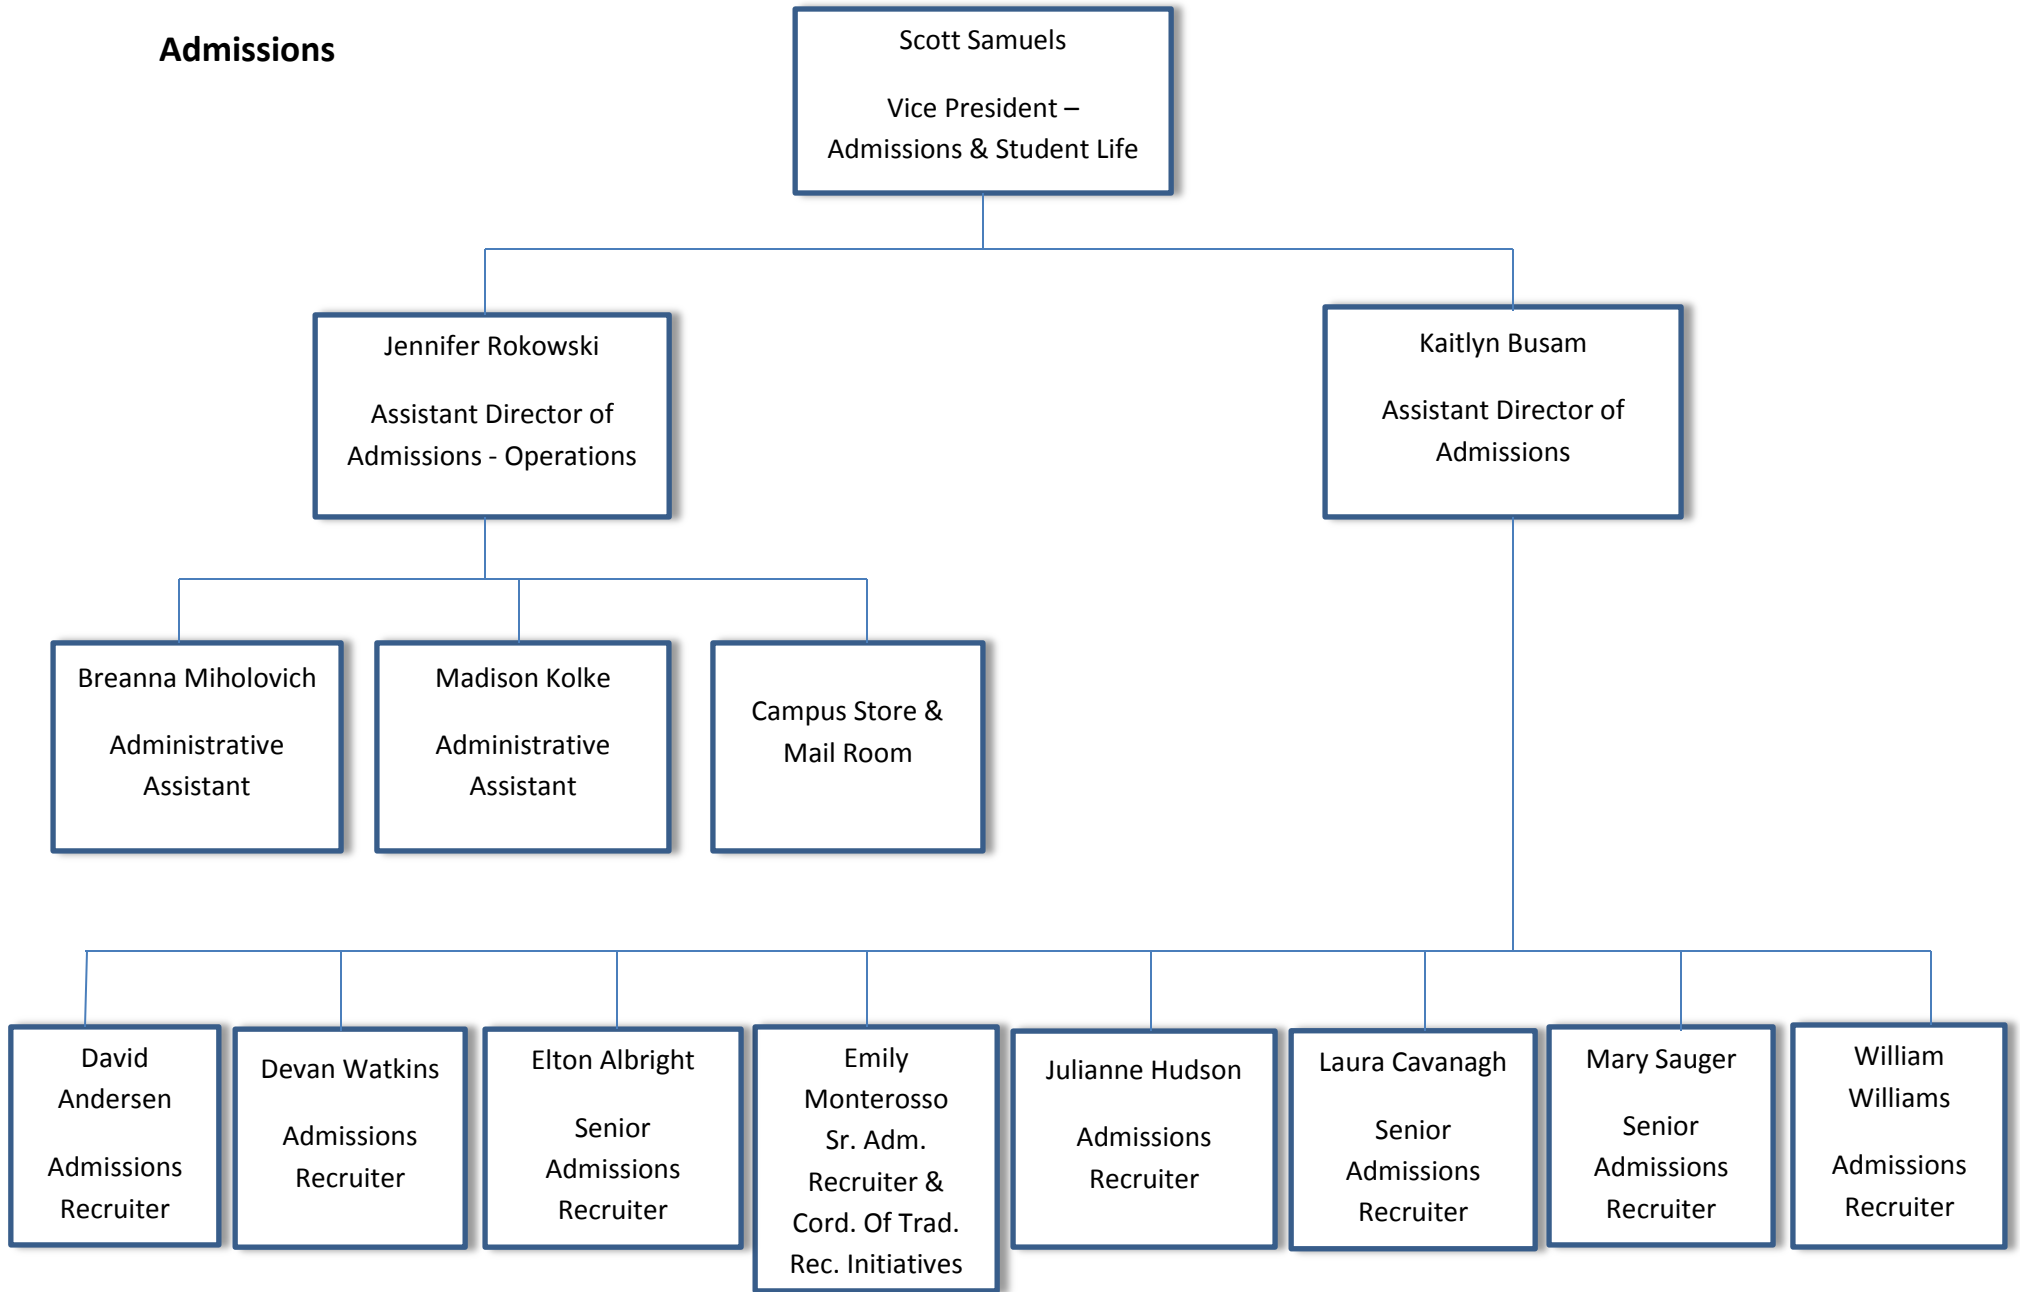 Admissions
Scott Samuels
Vice President –
Admissions & Student Life
Jennifer Rokowski
Assistant Director of
Admissions - Operations
Kaitlyn Busam
Assistant Director of
Admissions
Breanna Miholovich
Administrative
Assistant
Madison Kolke
Administrative
Assistant
Campus Store &
Mail Room
David
Andersen
Admissions
Recruiter
Devan Watkins
Admissions
Recruiter
Elton Albright
Senior
Admissions
Recruiter
Emily
Monterosso
Sr. Adm.
Recruiter &
Cord. Of Trad.
Rec. Initiatives
Julianne Hudson
Admissions
Recruiter
Laura Cavanagh
Senior
Admissions
Recruiter
Mary Sauger
Senior
Admissions
Recruiter
William
Williams
Admissions
Recruiter